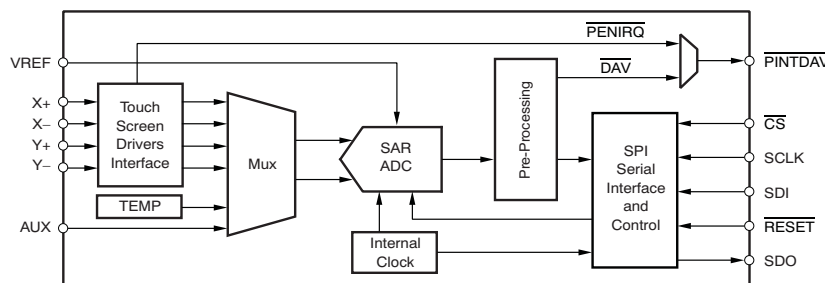 PENIRQ
VREF
DAV
PINTDAV
X+
X–
Y+
Y–
Touch
Screen
Drivers
Interface
Mux
SAR
ADC
Pre-Processing
SPI
Serial
Interface
and
Control
CS
SCLK
SDI
RESET
SDO
TEMP
AUX
Internal
Clock